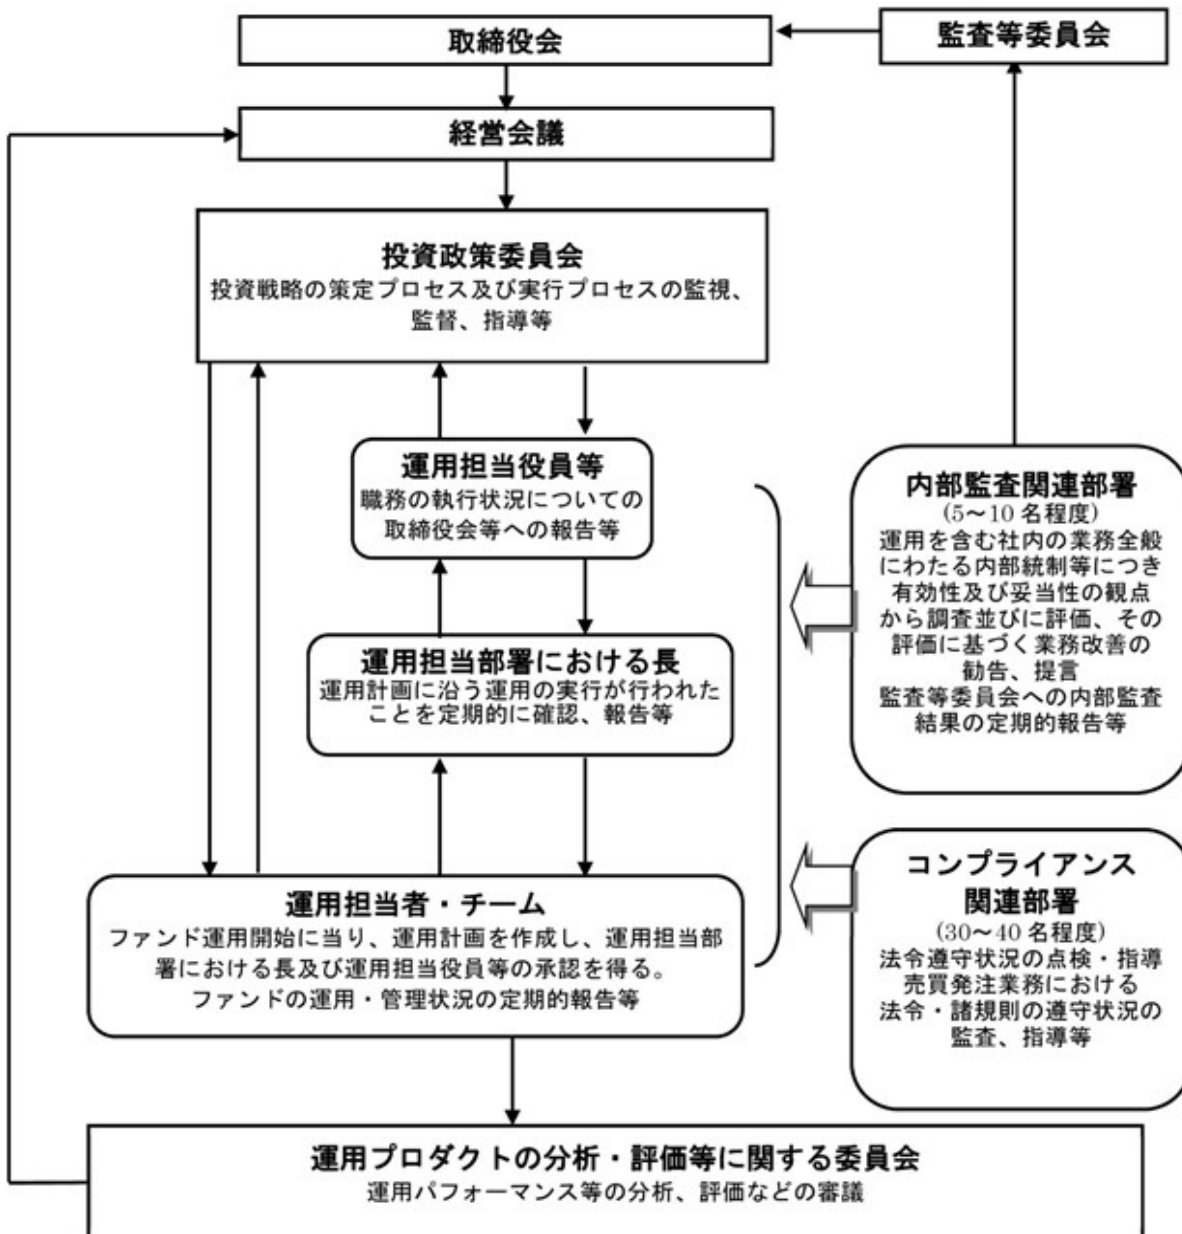 取締役会
監査等委員会
経営会議
投資政策委員会
投資戦略の策定プロセス及び実行プロセスの監視、
監督、指導等
運用担当役員等
職務の執行状況についての
取締役会等への報告等
運用担当部署における長
運用計画に沿う運用の実行が行われた
ことを定期的に確認、報告等
運用担当者・チーム
ファンド運用開始に当り、運用計画を作成し、運用担当部
署における長及び運用担当役員等の承認を得る。
ファンドの運用・管理状況の定期的報告等
内部監査関連部署
(5～10 名程度)
運用を含む社内の業務全般
にわたる内部統制等につき
有効性及び妥当性の観点
から調査並びに評価、その
評価に基づく業務改善の
勧告、提言
監査等委員会への内部監査
結果の定期的報告等
コンプライアンス
関連部署
(30～40 名程度)
法令遵守状況の点検・指導
売買発注業務における
法令・諸規則の遵守状況の
監査、指導等
運用プロダクトの分析・評価等に関する委員会
運用パフォーマンス等の分析、評価などの審議